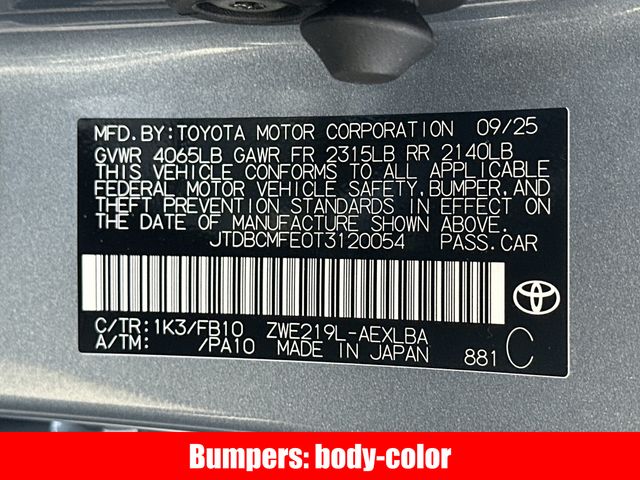 MFD. BY: TOYOTA MOTOR CORPORATION 09/25
GVWR 4065LB GAWR FR 2315LB RR 2140LB
THIS VEHICLE CONFORMS TO ALL APPLICABLE
FEDERAL MOTOR VEHICLE SAFETY, BUMPER, AND
THEFT PREVENTION STANDARDS IN EFFECT ON
THE DATE OF MANUFACTURE SHOWN ABOVE.
JTDBCMFE0T3120054 PASS. CAR
C/TR: 1K3/FB10 ZWE219L-AEXLBA
A/TM: /PA10 MADE IN JAPAN 881 C
Bumpers: body-color